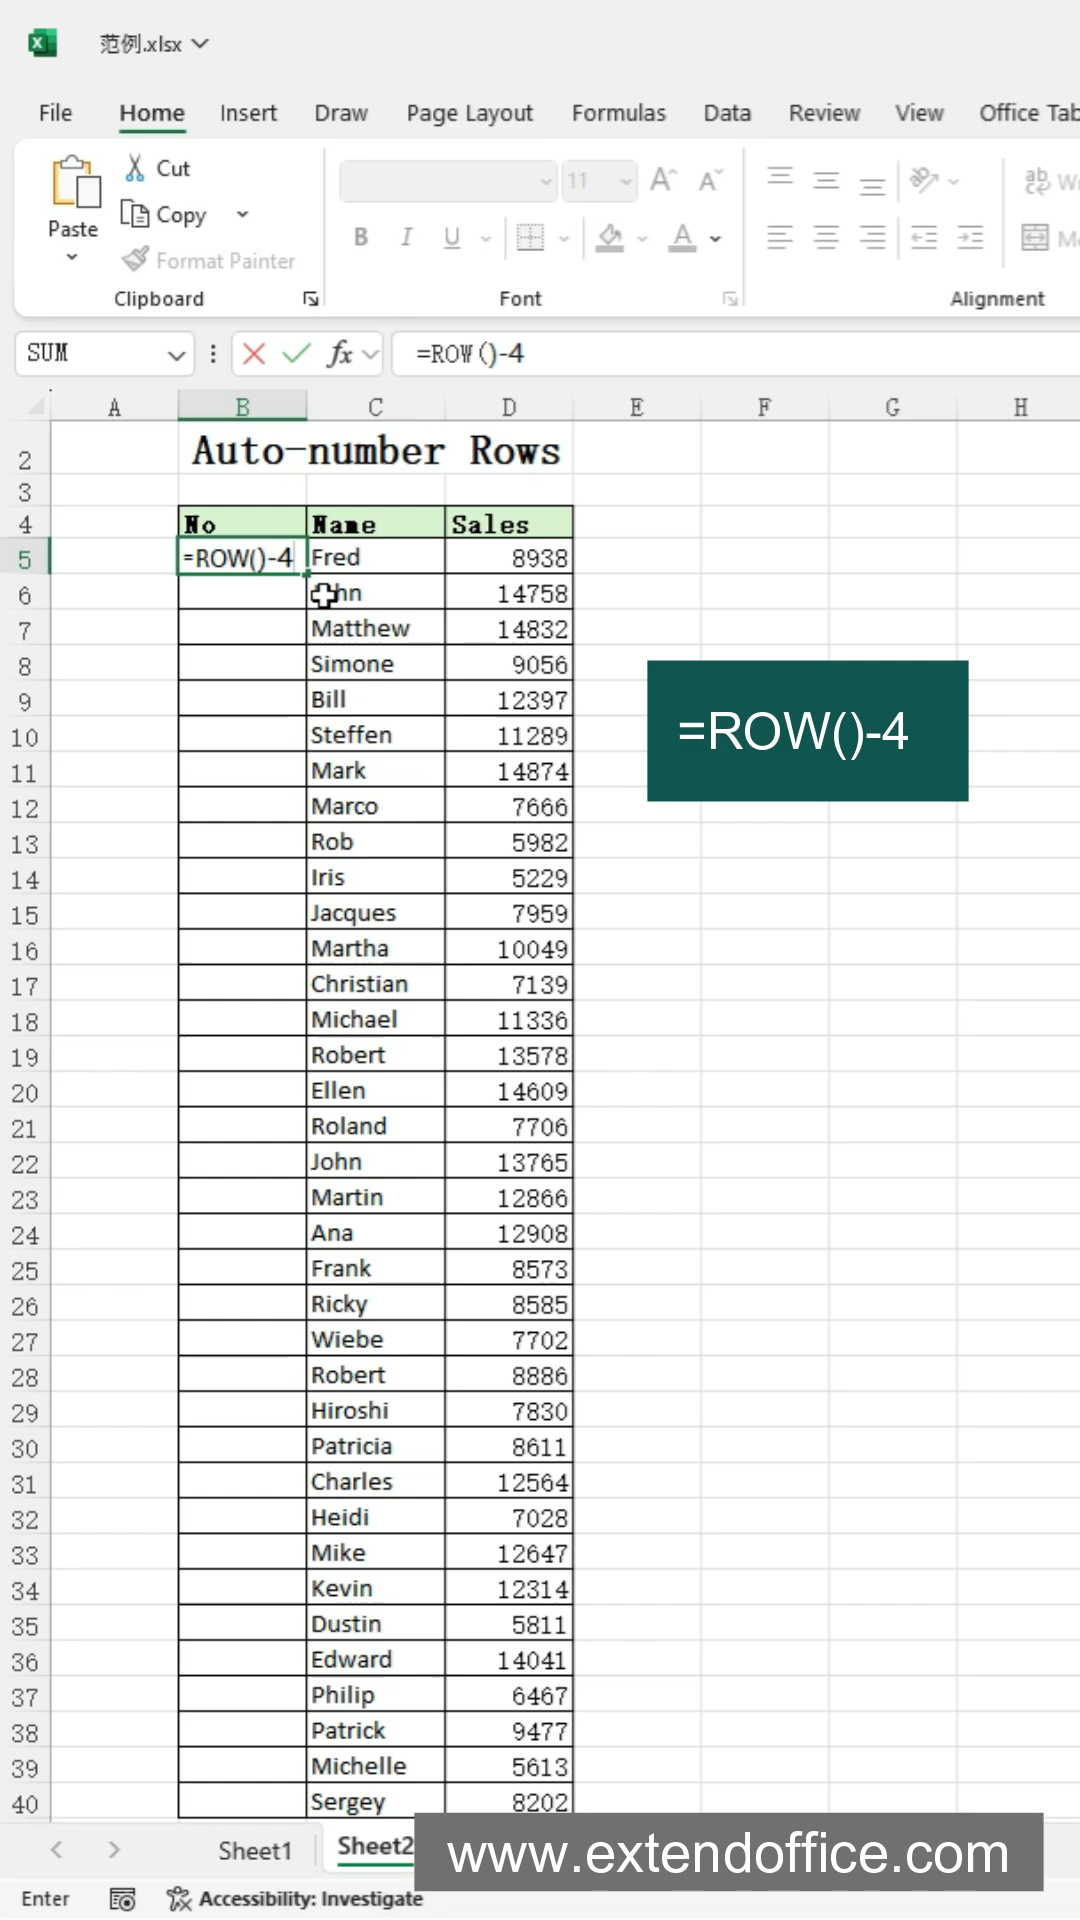 范例.xlsx
File Home Insert Draw Page Layout Formulas Data Review View Office Tab
Paste
Cut
Copy
Format Painter
11
Clipboard Font Alignment
SUM =ROW()-4
A B C D E F G H
2 Auto-number Rows
3
4 No Name Sales
5 =ROW()-4 Fred 8938
6 14758
7 Matthew 14832
8 Simone 9056
9 Bill 12397
10 Steffen 11289
11 Mark 14874
12 Marco 7666
13 Rob 5982
14 Iris 5229
15 Jacques 7959
16 Martha 10049
17 Christian 7139
18 Michael 11336
19 Robert 13578
20 Ellen 14609
21 Roland 7706
22 John 13765
23 Martin 12866
24 Ana 12908
25 Frank 8573
26 Ricky 8585
27 Wiebe 7702
28 Robert 8886
29 Hiroshi 7830
30 Patricia 8611
31 Charles 12564
32 Heidi 7028
33 Mike 12647
34 Kevin 12314
35 Dustin 5811
36 Edward 14041
37 Philip 6467
38 Patrick 9477
39 Michelle 5613
40 Sergey 8202
=ROW()-4
Sheet1 Sheet2
www.extendoffice.com
Enter Accessibility: Investigate